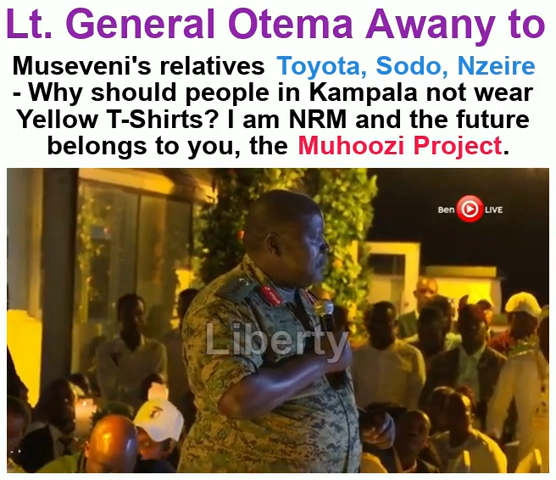 Lt. General Otema Awany to
Museveni's relatives Toyota, Sodo, Nzeire
- Why should people in Kampala not wear
Yellow T-Shirts? I am NRM and the future
belongs to you, the Muhoozi Project.
Ben LIVE
Liberty